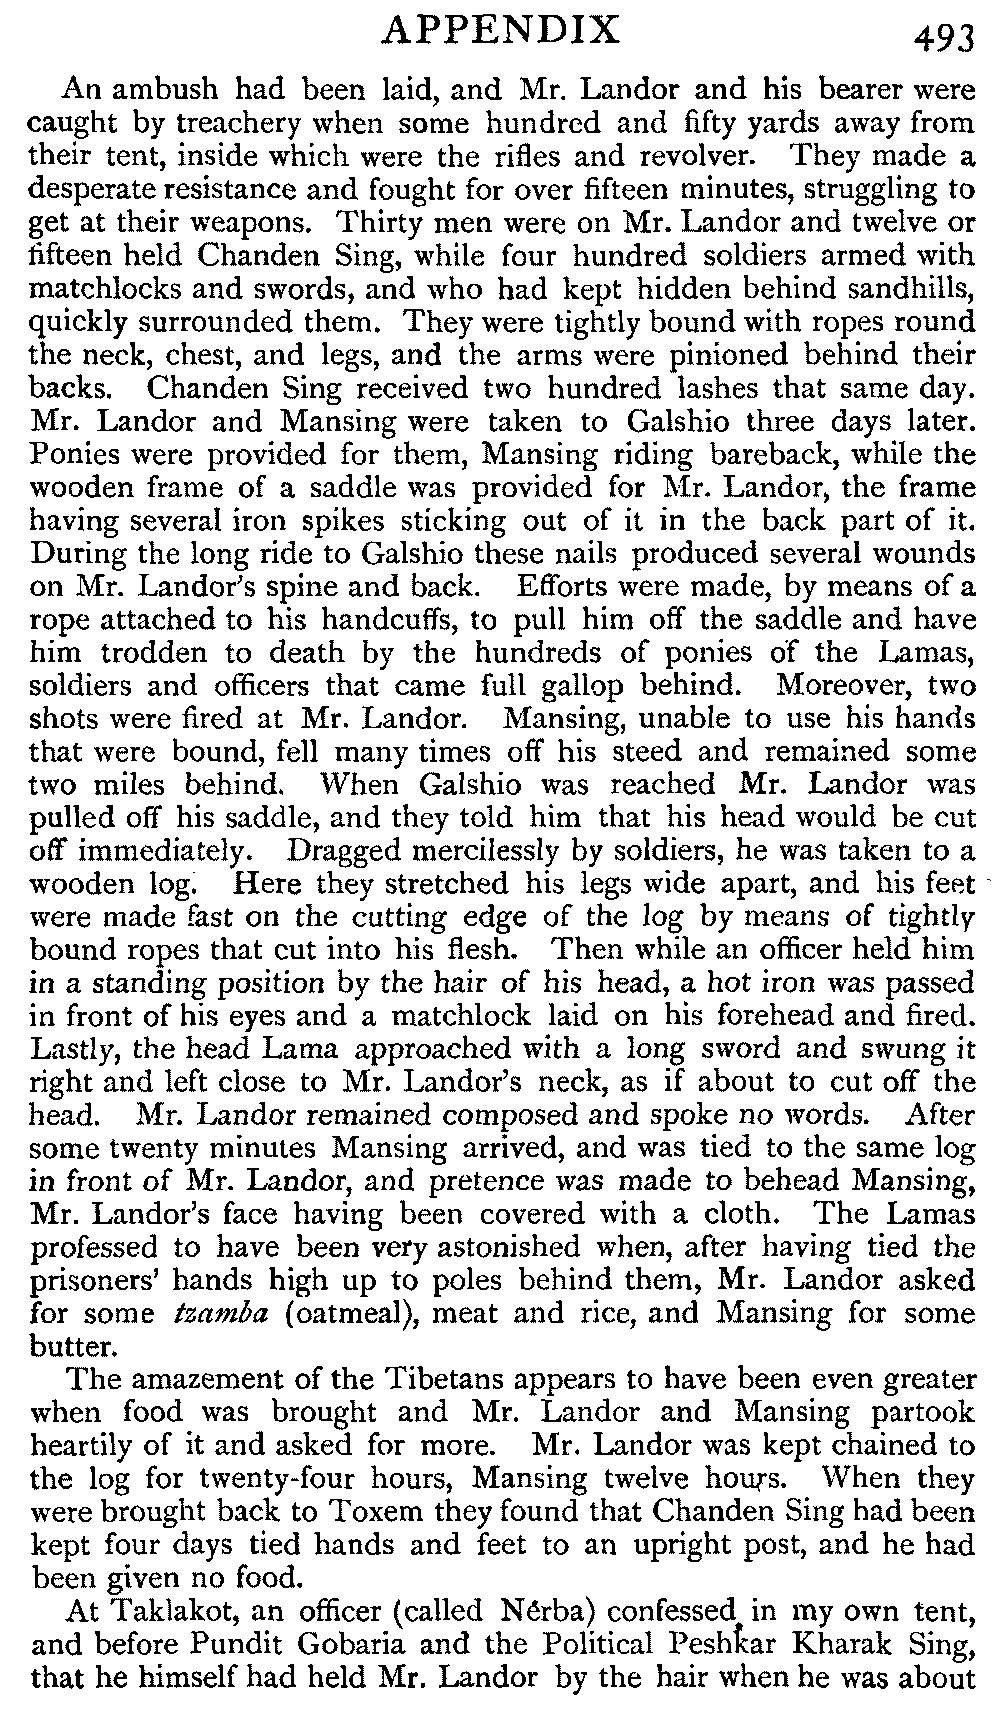 APPENDIX 493
An ambush had been laid, and Mr. Landor and his bearer were
caught by treachery when some hundred and fifty yards away from
their tent, inside which were the rifles and revolver. They made a
desperate resistance and fought for over fifteen minutes, struggling to
get at their weapons. Thirty men were on Mr. Landor and twelve or
fifteen held Chanden Sing, while four hundred soldiers armed with
matchlocks and swords, and who had kept hidden behind sandhills,
quickly surrounded them. They were tightly bound with ropes round
the neck, chest, and legs, and the arms were pinioned behind their
backs. Chanden Sing received two hundred lashes that same day.
Mr. Landor and Mansing were taken to Galshio three days later.
Ponies were provided for them, Mansing riding bareback, while the
wooden frame of a saddle was provided for Mr. Landor, the frame
having several iron spikes sticking out of it in the back part of it.
During the long ride to Galshio these nails produced several wounds
on Mr. Landor's spine and back. Efforts were made, by means of a
rope attached to his handcuffs, to pull him off the saddle and have
him trodden to death by the hundreds of ponies of the Lamas,
soldiers and officers that came full gallop behind. Moreover, two
shots were fired at Mr. Landor. Mansing, unable to use his hands
that were bound, fell many times off his steed and remained some
two miles behind. When Galshio was reached Mr. Landor was
pulled off his saddle, and they told him that his head would be cut
off immediately. Dragged mercilessly by soldiers, he was taken to a
wooden log. Here they stretched his legs wide apart, and his feet
were made fast on the cutting edge of the log by means of tightly
bound ropes that cut into his flesh. Then while an officer held him
in a standing position by the hair of his head, a hot iron was passed
in front of his eyes and a matchlock laid on his forehead and fired.
Lastly, the head Lama approached with a long sword and swung it
right and left close to Mr. Landor's neck, as if about to cut off the
head. Mr. Landor remained composed and spoke no words. After
some twenty minutes Mansing arrived, and was tied to the same log
in front of Mr. Landor, and pretence was made to behead Mansing,
Mr. Landor's face having been covered with a cloth. The Lamas
professed to have been very astonished when, after having tied the
prisoners' hands high up to poles behind them, Mr. Landor asked
for some tzamba (oatmeal), meat and rice, and Mansing for some
butter.
The amazement of the Tibetans appears to have been even greater
when food was brought and Mr. Landor and Mansing partook
heartily of it and asked for more. Mr. Landor was kept chained to
the log for twenty-four hours, Mansing twelve hours. When they
were brought back to Toxem they found that Chanden Sing had been
kept four days tied hands and feet to an upright post, and he had
been given no food.
At Taklakot, an officer (called Nérba) confessed in my own tent,
and before Pundit Gobaria and the Political Peshkar Kharak Sing,
that he himself had held Mr. Landor by the hair when he was about